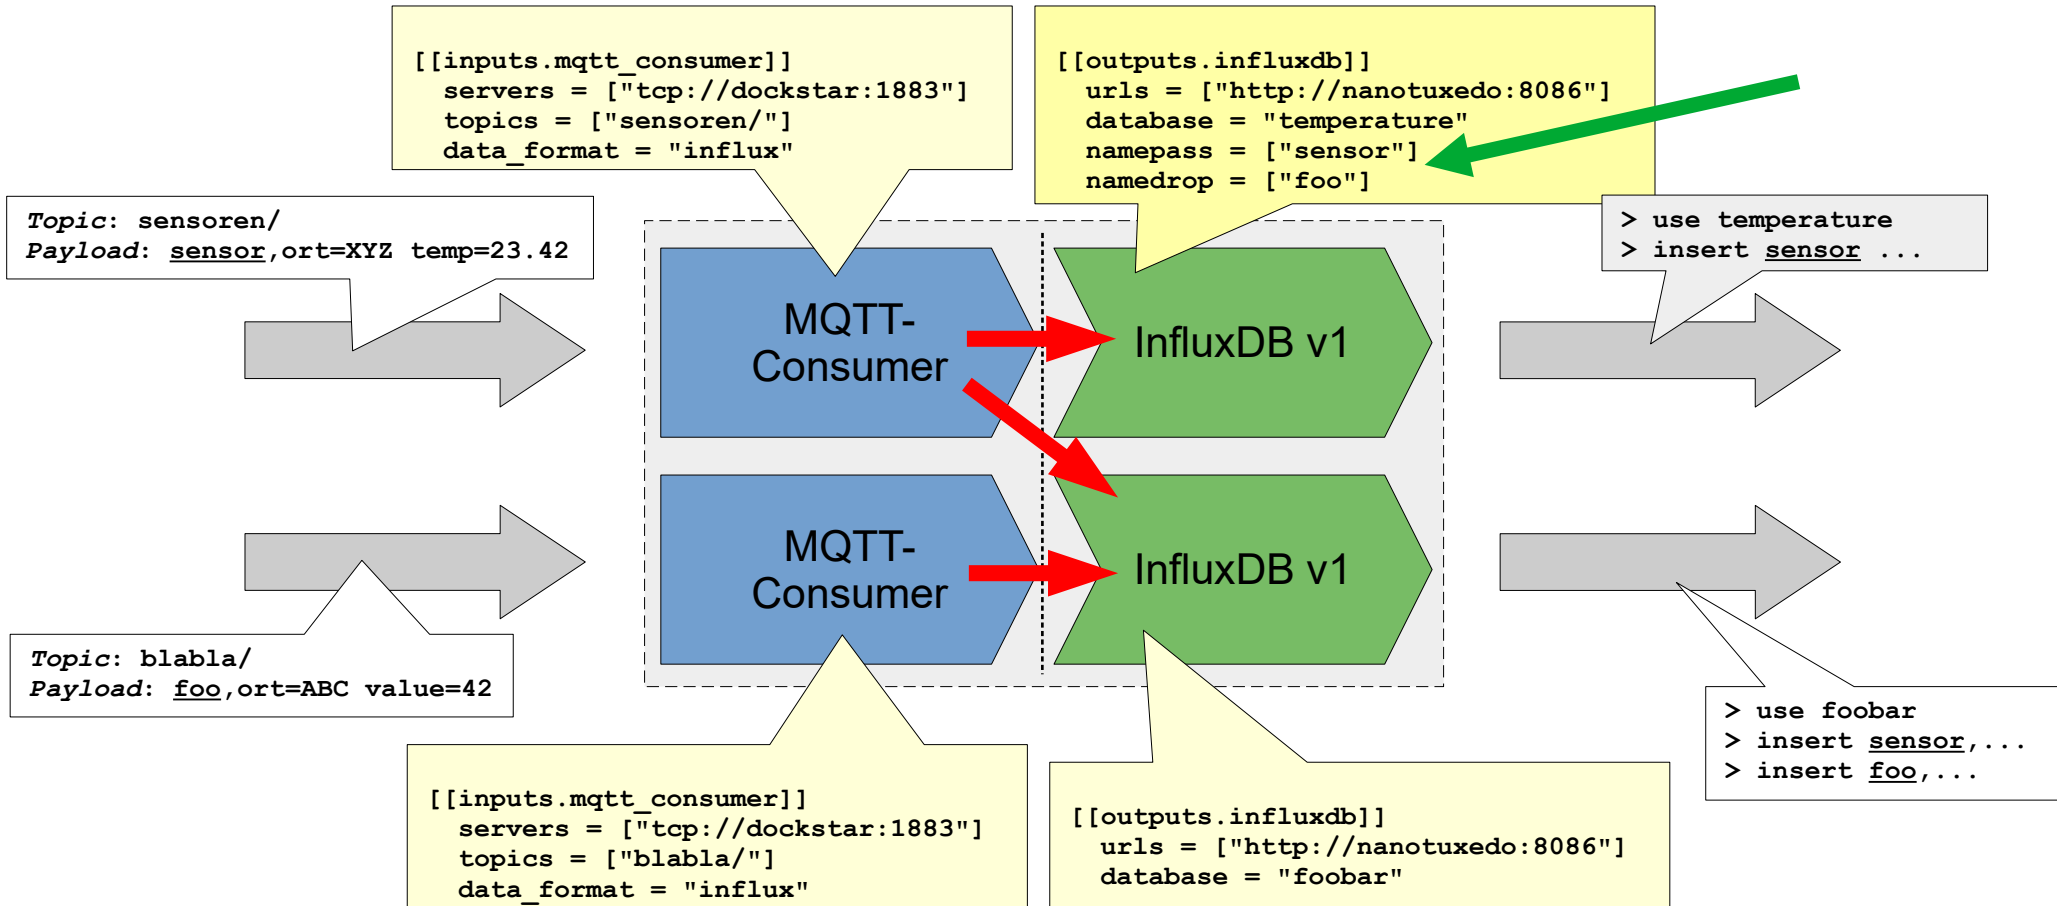 [[inputs.mqtt_consumer]]
servers = ["tcp://dockstar:1883"]
topics = ["sensoren/"]
data_format = "influx"
[[outputs.influxdb]]
urls = ["http://nanotuxedo:8086"]
database = "temperature"
namepass = ["sensor"]
namedrop = ["foo"]
Topic: sensoren/
Payload: sensor,ort=XYZ temp=23.42
> use temperature
> insert sensor ...
MQTT-
Consumer
InfluxDB v1
MQTT-
Consumer
InfluxDB v1
Topic: blabla/
Payload: foo,ort=ABC value=42
> use foobar
> insert sensor,...
> insert foo,...
[[inputs.mqtt_consumer]]
servers = ["tcp://dockstar:1883"]
topics = ["blabla/"]
data_format = "influx"
[[outputs.influxdb]]
urls = ["http://nanotuxedo:8086"]
database = "foobar"